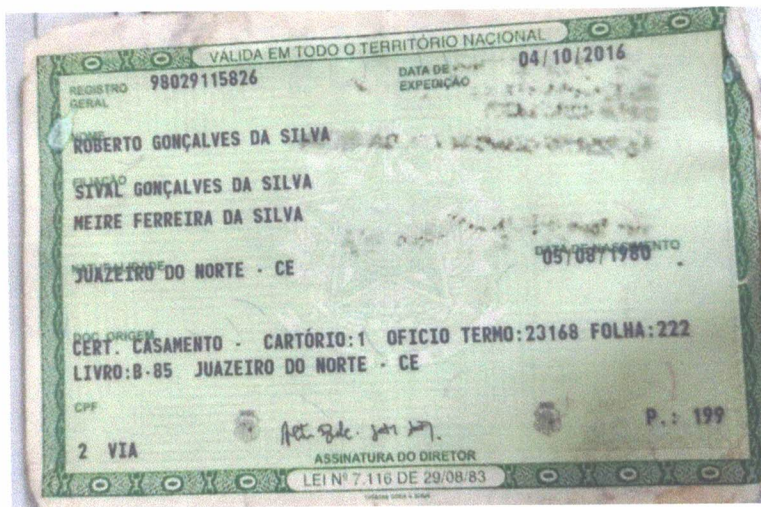 VÁLIDA EM TODO O TERRITÓRIO NACIONAL
REGISTRO GERAL 98029115826 DATA DE EXPEDIÇÃO 04/10/2016
NOME
ROBERTO GONÇALVES DA SILVA
FILIAÇÃO
SIVAL GONÇALVES DA SILVA
MEIRE FERREIRA DA SILVA
NATURALIDADE DATA DE NASCIMENTO
JUAZEIRO DO NORTE - CE 05/08/1980
DOC. ORIGEM
CERT. CASAMENTO - CARTÓRIO:1 OFICIO TERMO:23168 FOLHA:222
LIVRO:B-85 JUAZEIRO DO NORTE - CE
CPF
2 VIA P.: 199
ASSINATURA DO DIRETOR
LEI Nº 7.116 DE 29/08/83